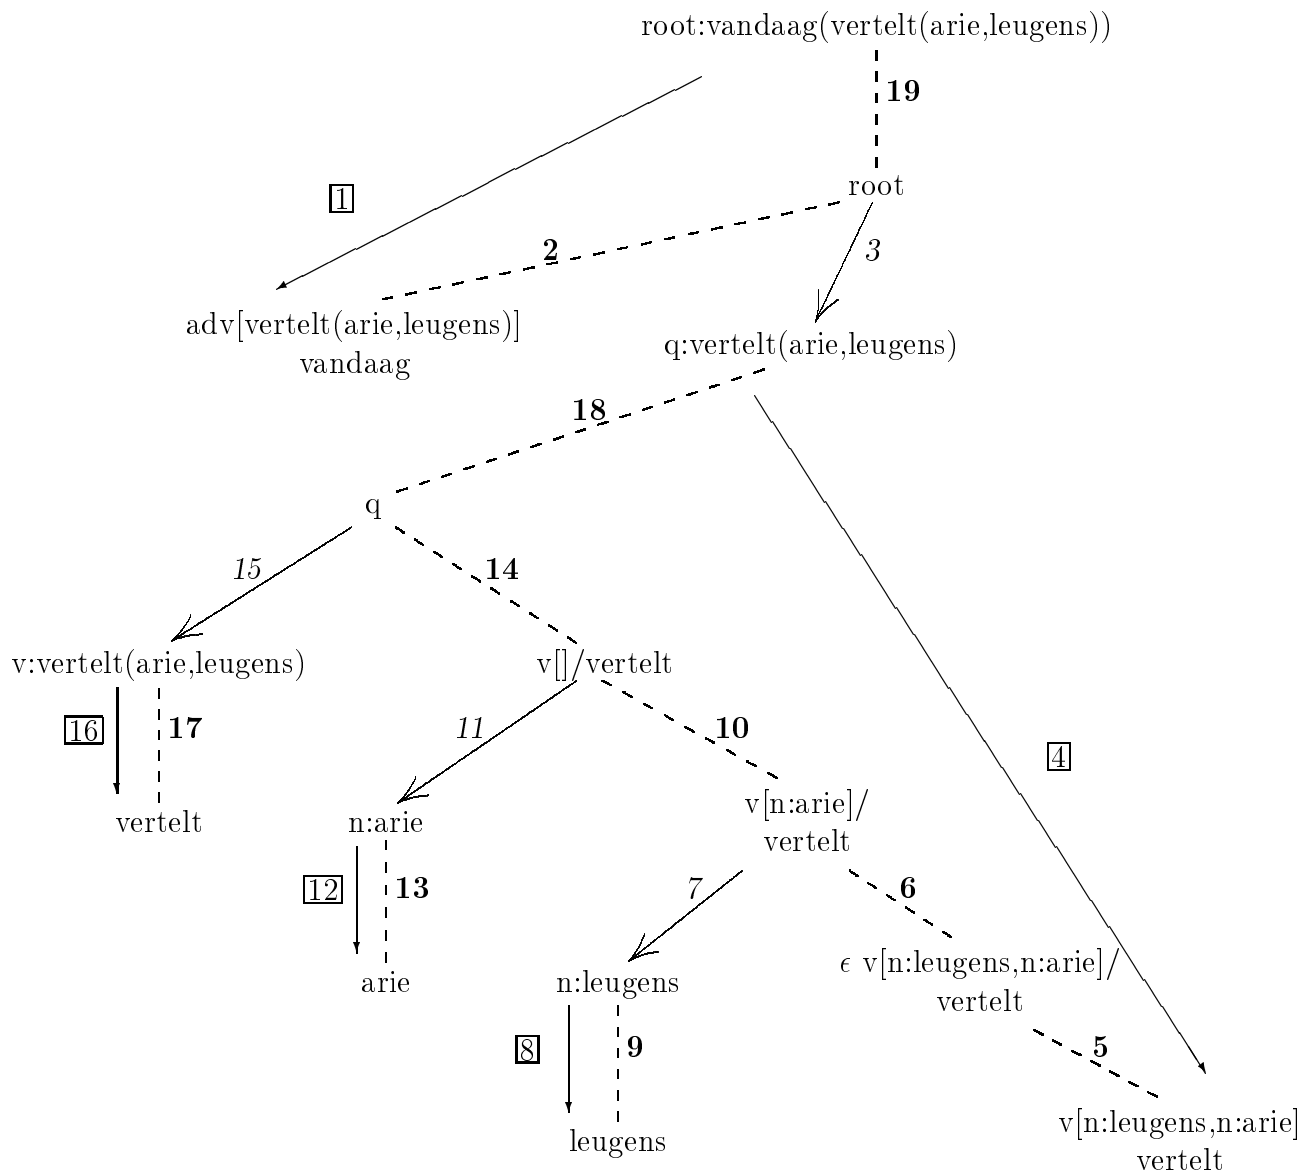 root:vandaag(vertelt(arie,leugens))
19
1
root
2
3
adv[vertelt(arie,leugens)]
vandaag
q:vertelt(arie,leugens)
18
q
15
14
v:vertelt(arie,leugens)
v[]/vertelt
16
17
11
10
4
vertelt
n:arie
v[n:arie]/
vertelt
12
13
7
6
arie
n:leugens
ϵ v[n:leugens,n:arie]/
vertelt
8
9
5
leugens
v[n:leugens,n:arie]
vertelt